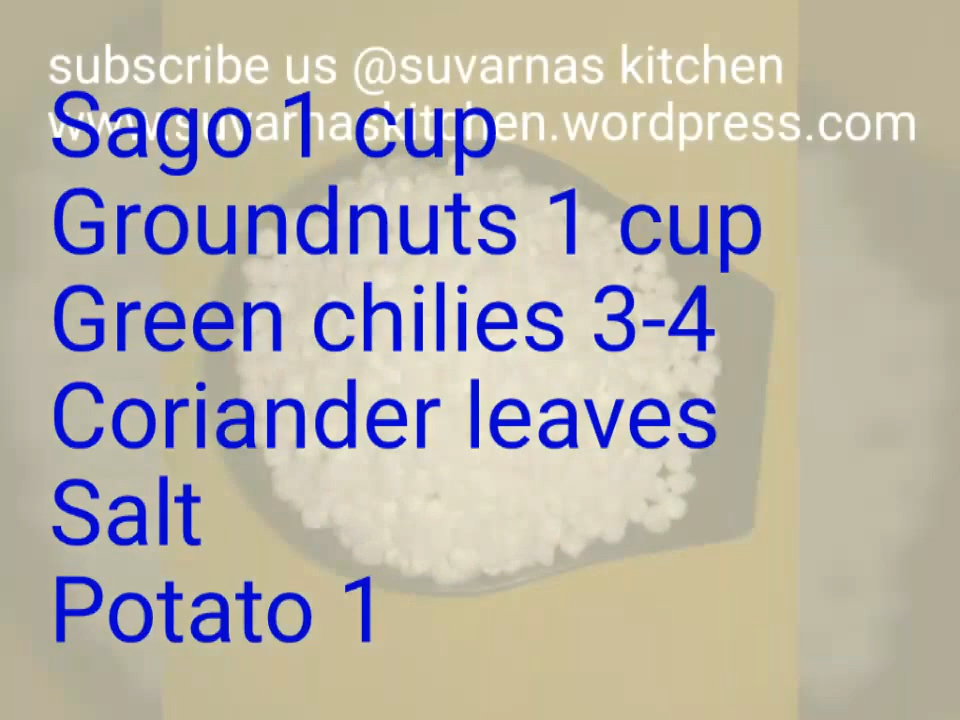 subscribe us @suvarnas kitchen
Sago 1 cup
www.suvarnaskitchen.wordpress.com
Groundnuts 1 cup
Green chilies 3-4
Coriander leaves
Salt
Potato 1